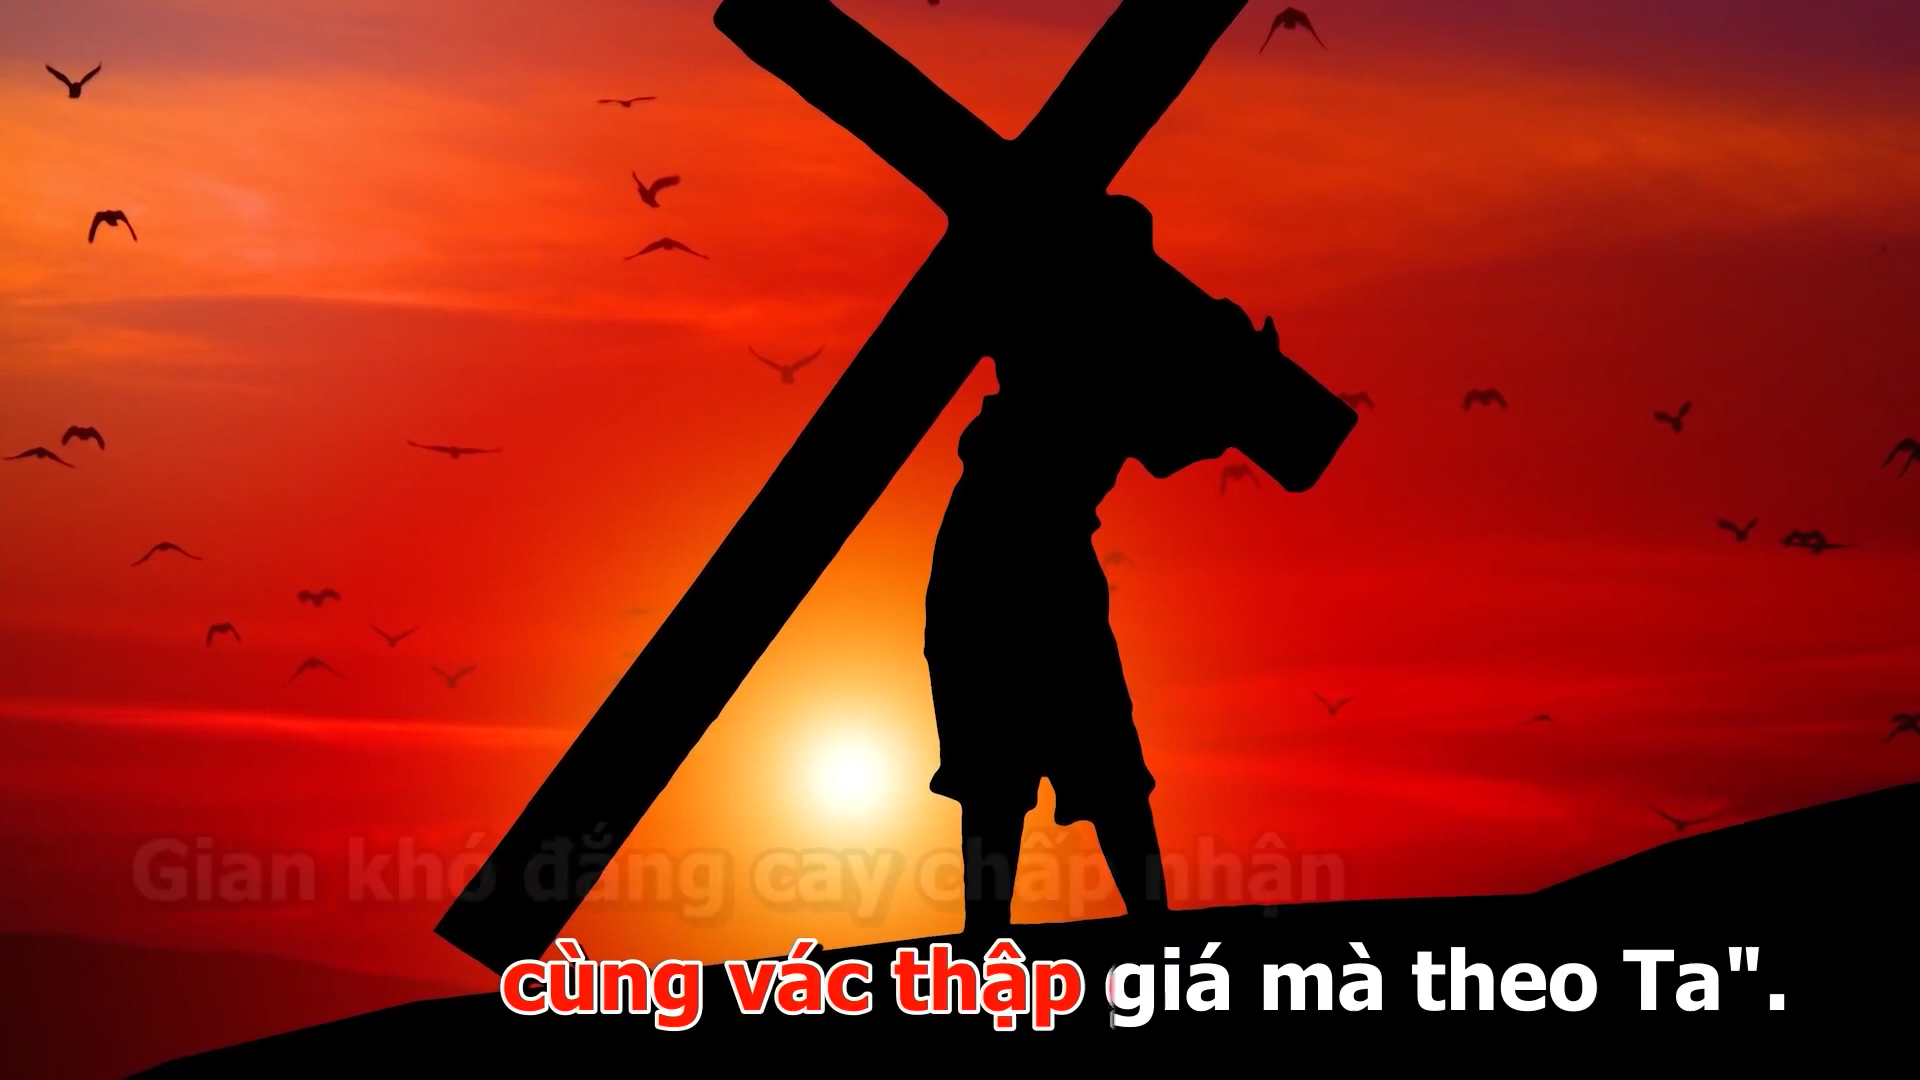 Gian khó đắng cay chấp nhận
cùng vác thập giá mà theo Ta".